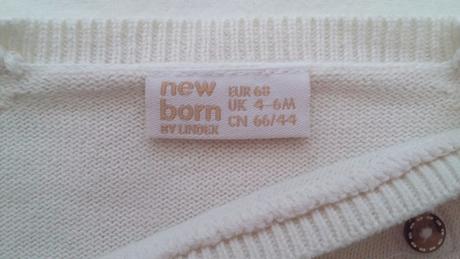 new
born
BY LINDEX
EUR 68
UK 4-6M
CN 66/44